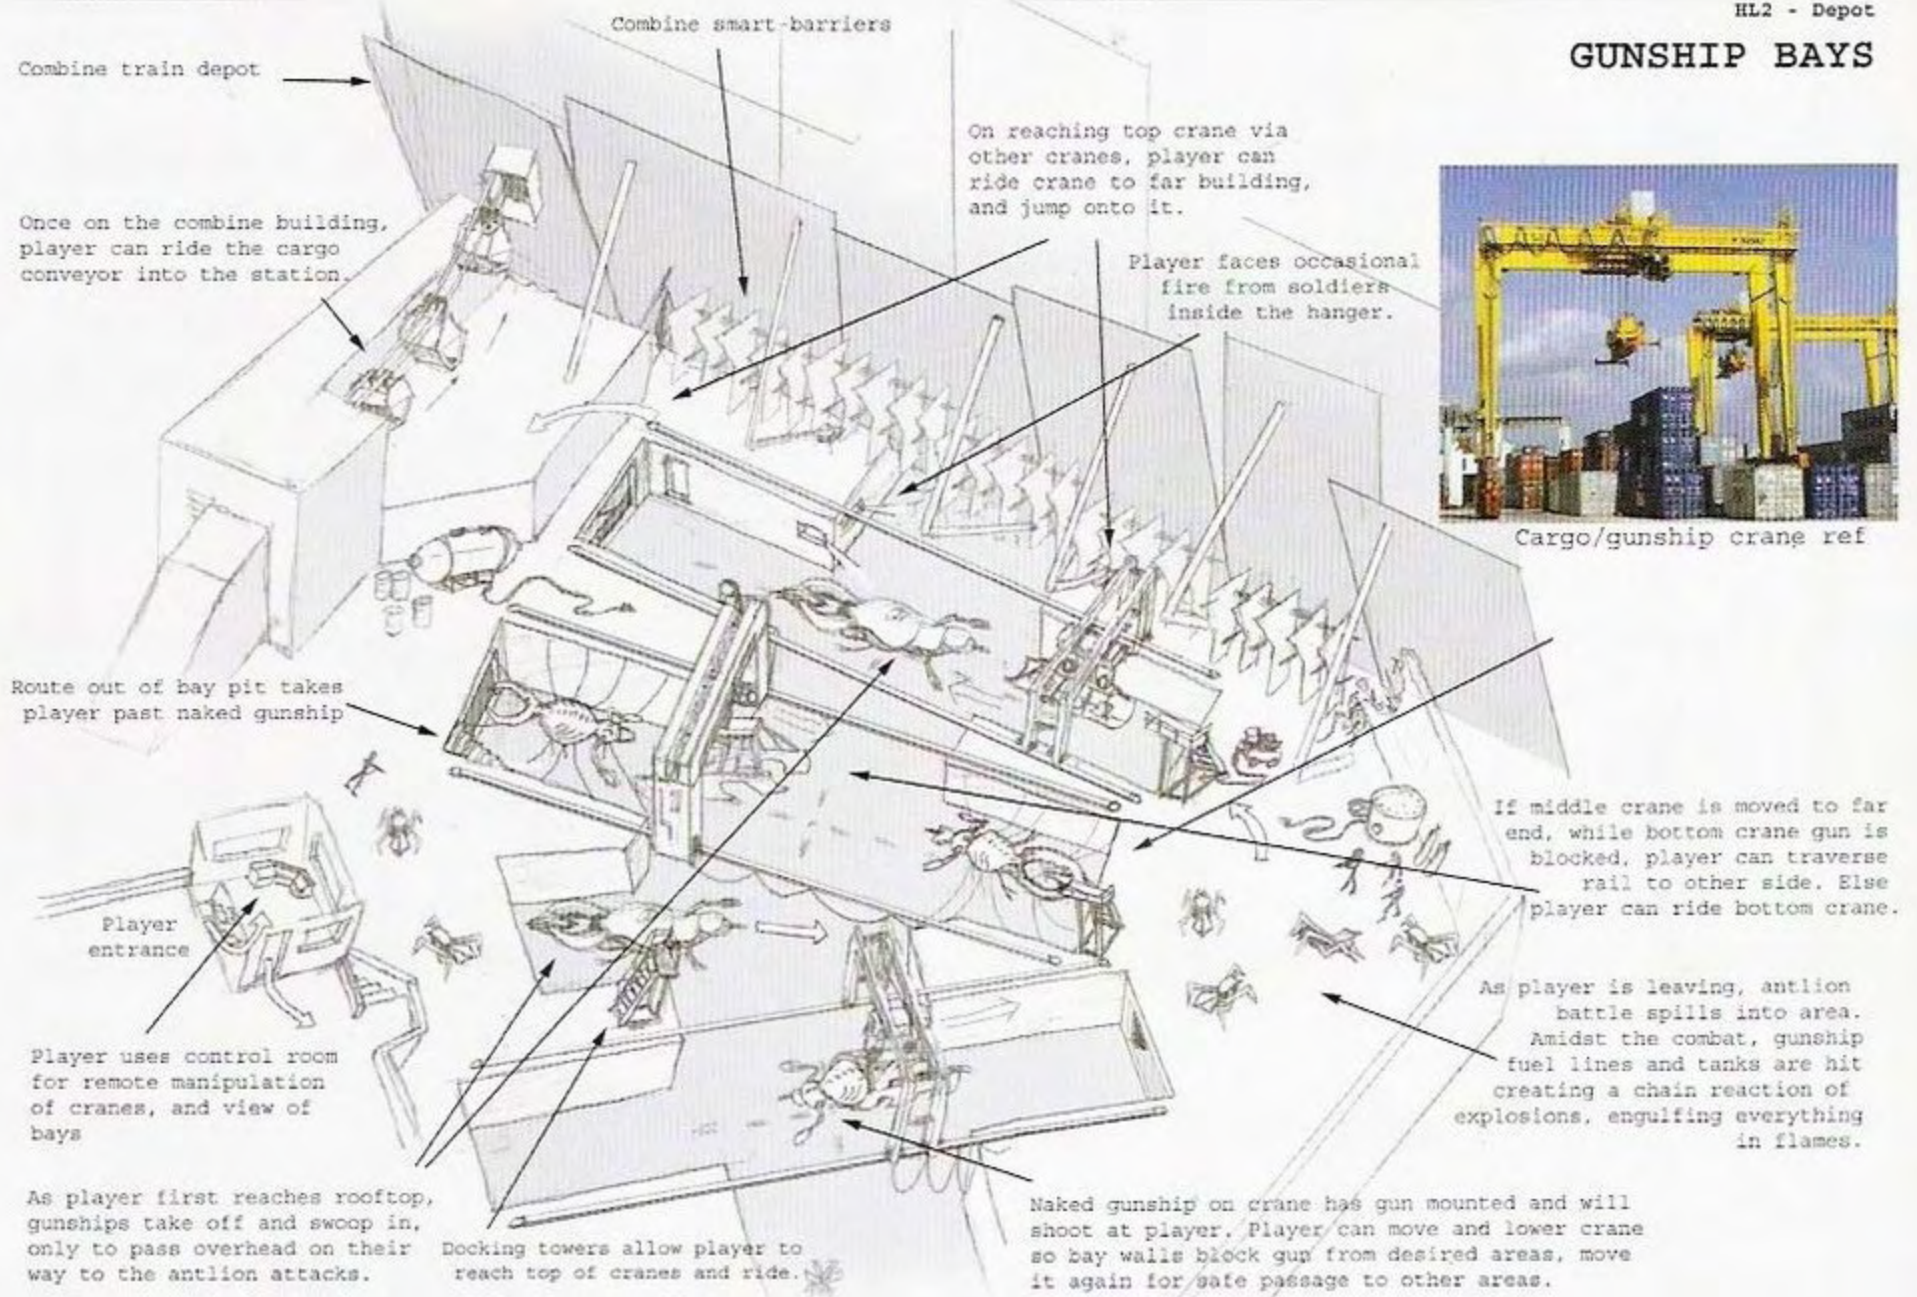 HL2 - Depot
GUNSHIP BAYS
Combine smart-barriers
Combine train depot
On reaching top crane via
other cranes, player can
ride crane to far building,
and jump onto it.
Once on the combine building,
player can ride the cargo
conveyor into the station.
Player faces occasional
fire from soldiers
inside the hanger.
Cargo/gunship crane ref
Route out of bay pit takes
player past naked gunship
If middle crane is moved to far
end, while bottom crane gun is
blocked, player can traverse
rail to other side. Else
player can ride bottom crane.
Player
entrance
As player is leaving, antlion
battle spills into area.
Amidst the combat, gunship
fuel lines and tanks are hit
creating a chain reaction of
explosions, engulfing everything
in flames.
Player uses control room
for remote manipulation
of cranes, and view of
bays
As player first reaches rooftop,
gunships take off and swoop in,
only to pass overhead on their
way to the antlion attacks.
Docking towers allow player to
reach top of cranes and ride.
Naked gunship on crane has gun mounted and will
shoot at player. Player can move and lower crane
so bay walls block gun from desired areas, move
it again for safe passage to other areas.